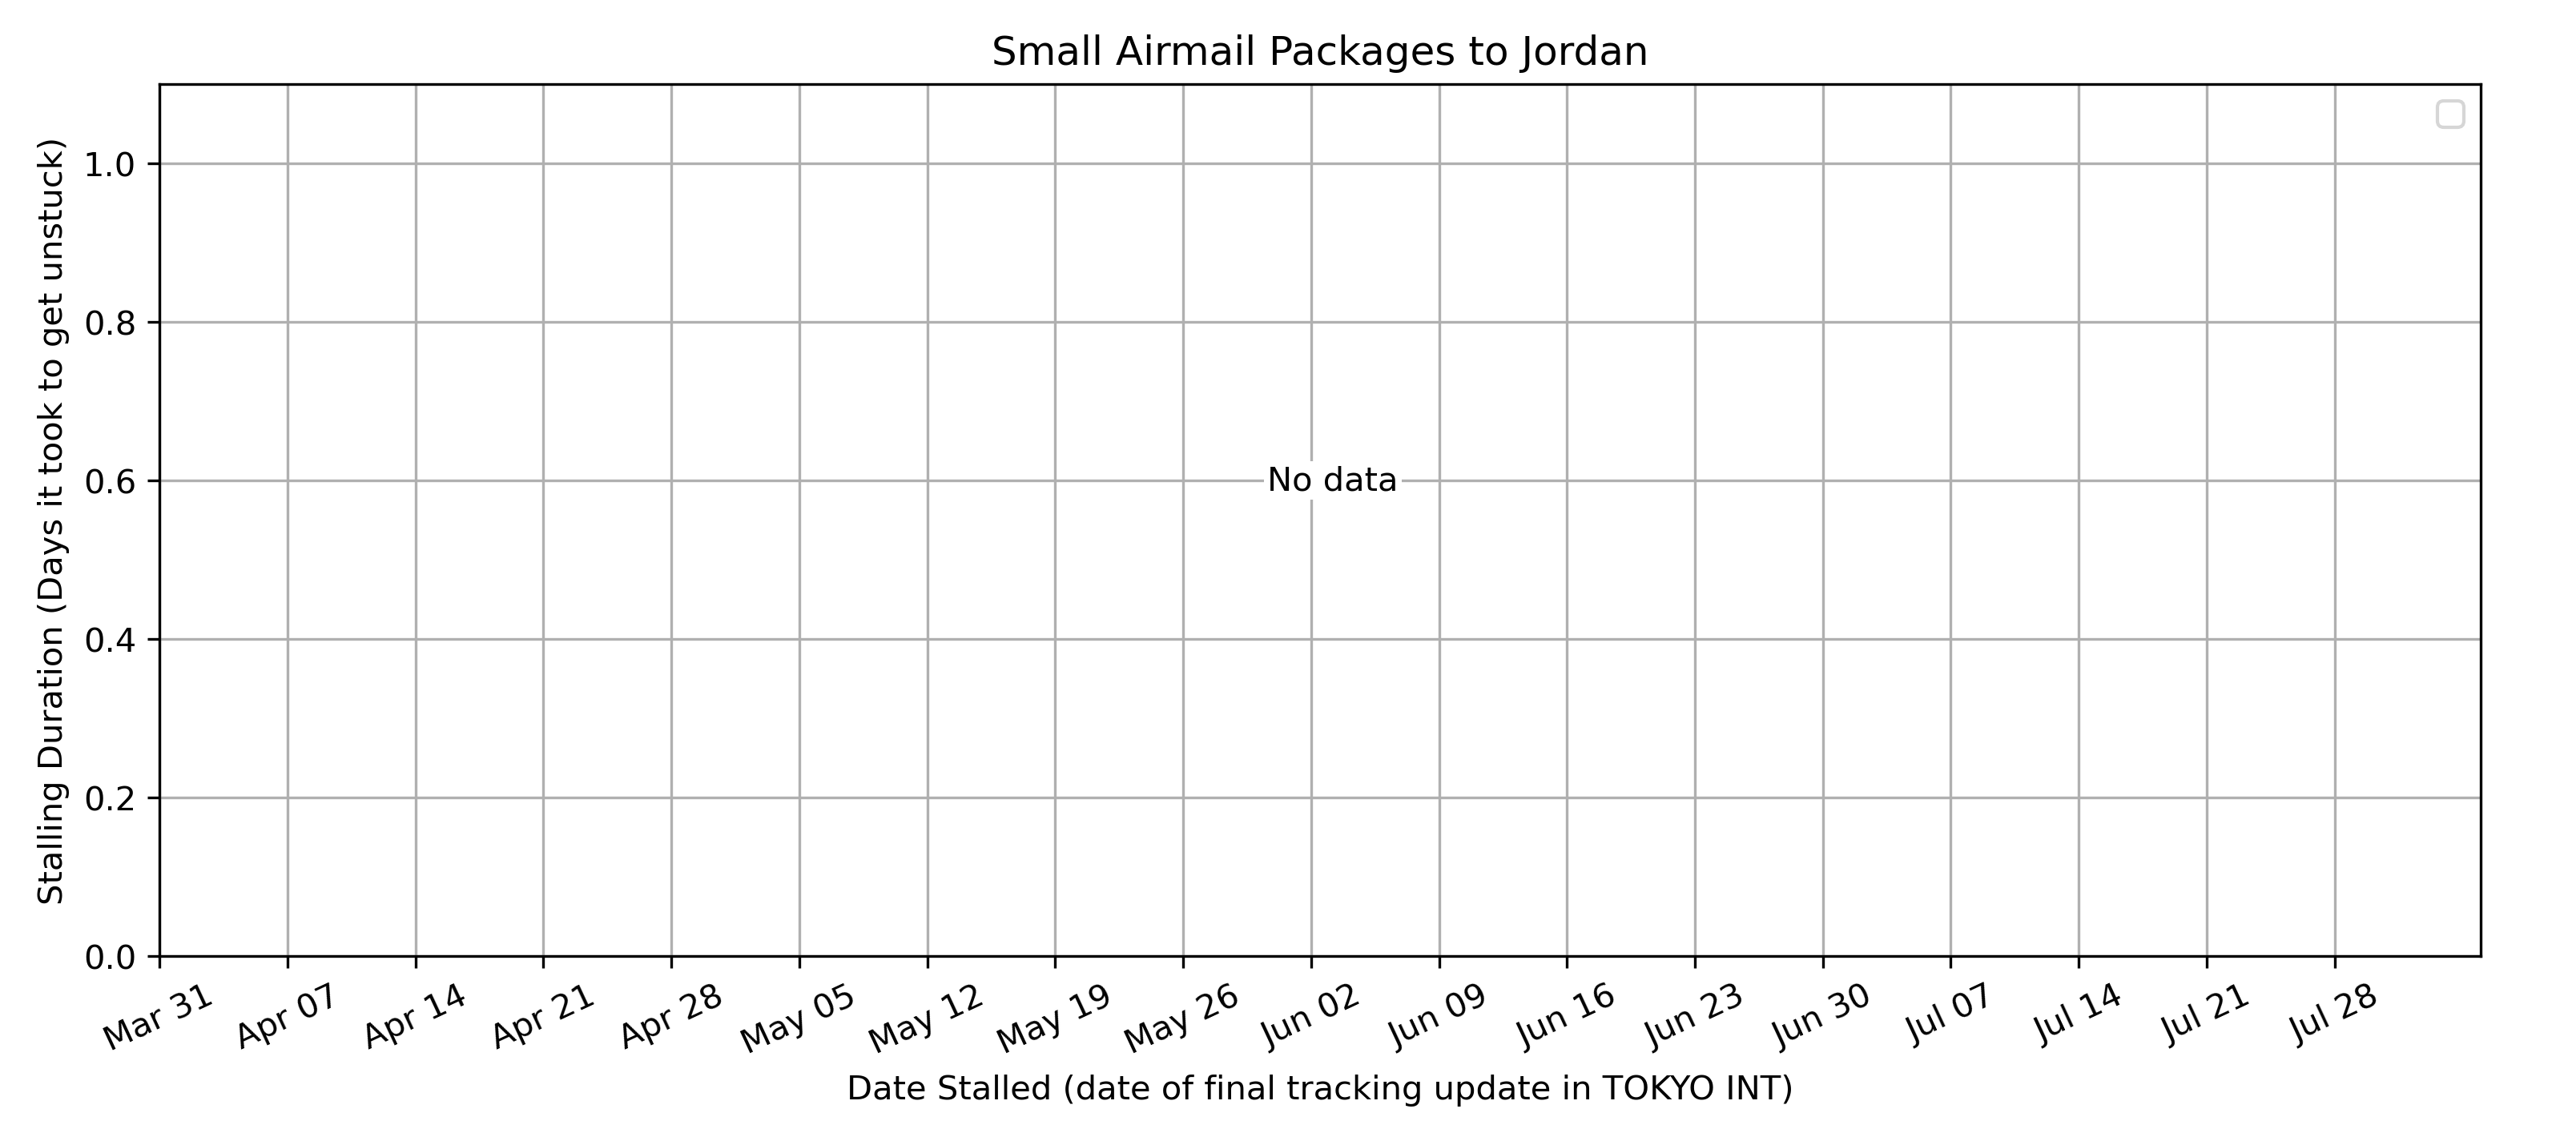 Small Airmail Packages to Jordan
Stalling Duration (Days it took to get unstuck)
1.0
0.8
0.6
0.4
0.2
0.0
No data
Mar 31 Apr 07 Apr 14 Apr 21 Apr 28 May 05 May 12 May 19 May 26 Jun 02 Jun 09 Jun 16 Jun 23 Jun 30 Jul 07 Jul 14 Jul 21 Jul 28
Date Stalled (date of final tracking update in TOKYO INT)